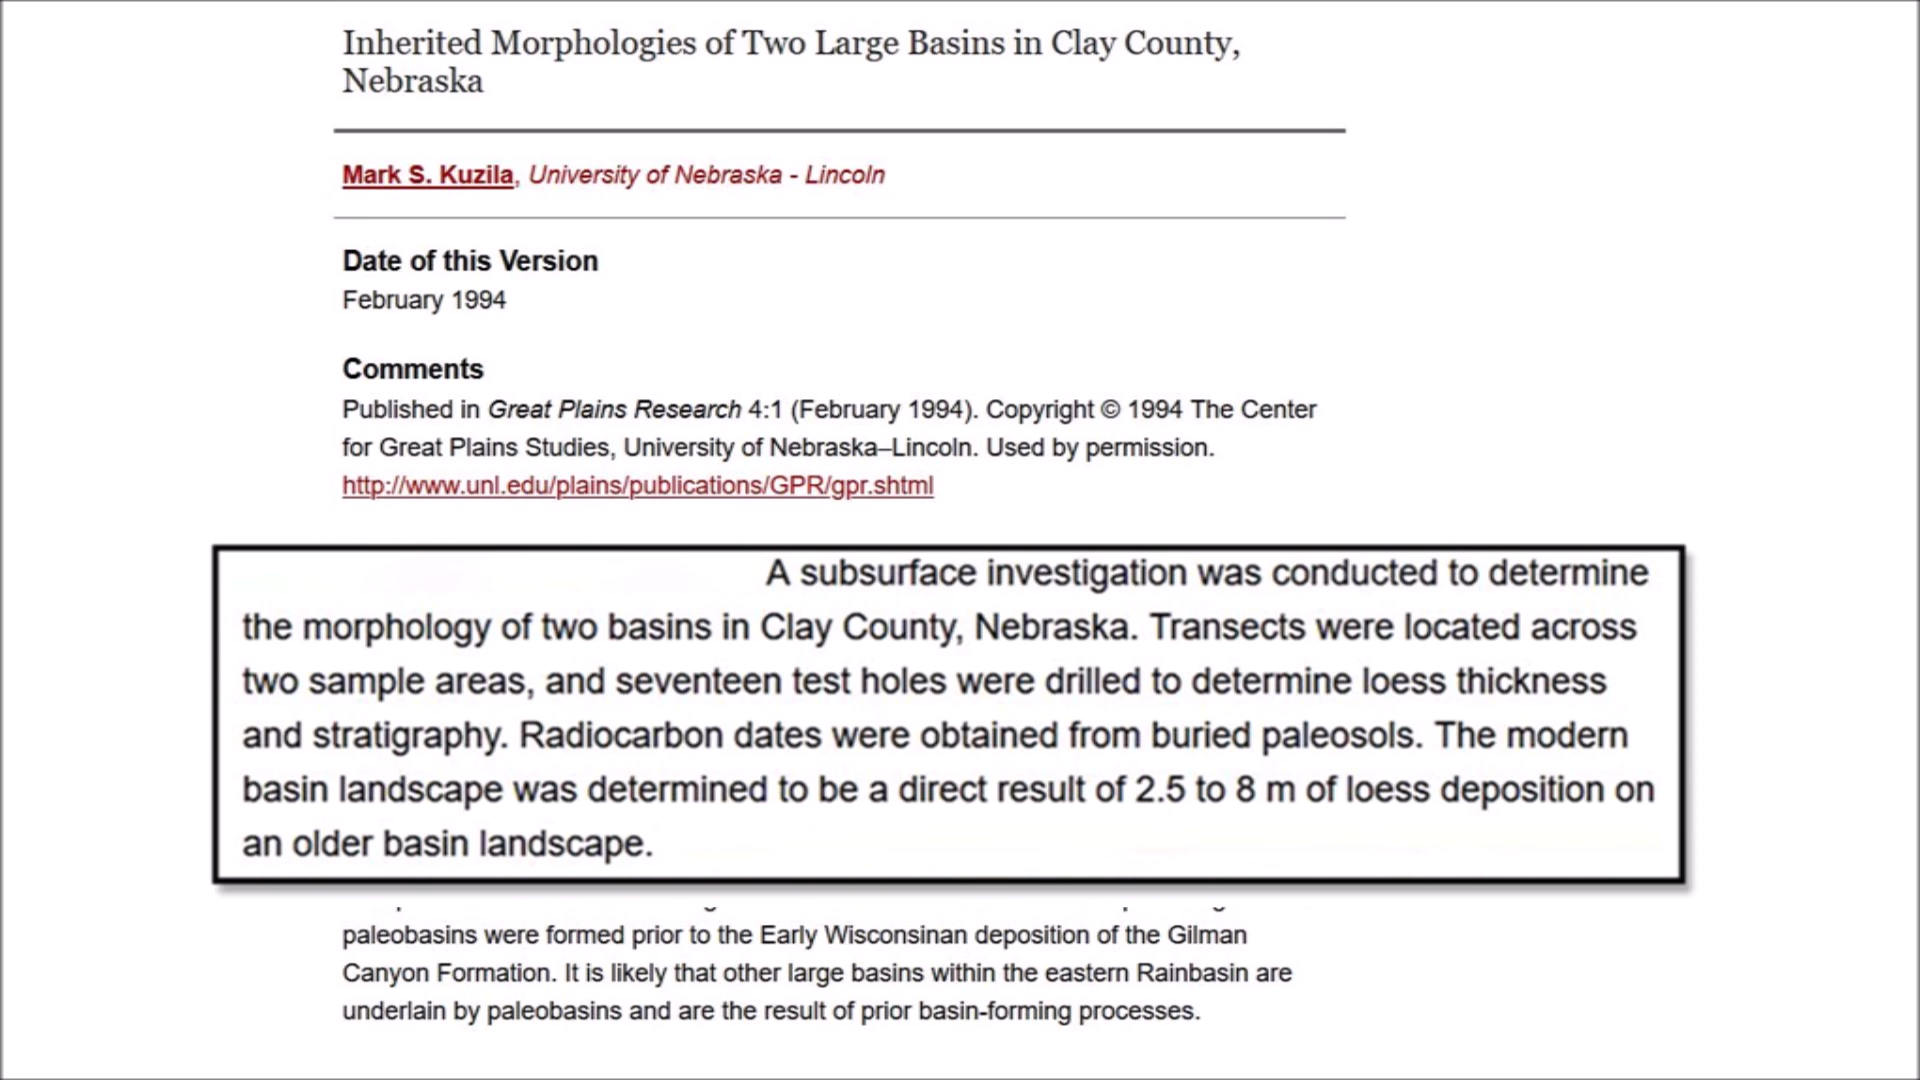 Inherited Morphologies of Two Large Basins in Clay County,
Nebraska
Mark S. Kuzila, University of Nebraska - Lincoln
Date of this Version
February 1994
Comments
Published in Great Plains Research 4:1 (February 1994). Copyright © 1994 The Center
for Great Plains Studies, University of Nebraska–Lincoln. Used by permission.
http://www.unl.edu/plains/publications/GPR/gpr.shtml
A subsurface investigation was conducted to determine
the morphology of two basins in Clay County, Nebraska. Transects were located across
two sample areas, and seventeen test holes were drilled to determine loess thickness
and stratigraphy. Radiocarbon dates were obtained from buried paleosols. The modern
basin landscape was determined to be a direct result of 2.5 to 8 m of loess deposition on
an older basin landscape.
paleobasins were formed prior to the Early Wisconsinan deposition of the Gilman
Canyon Formation. It is likely that other large basins within the eastern Rainbasin are
underlain by paleobasins and are the result of prior basin-forming processes.